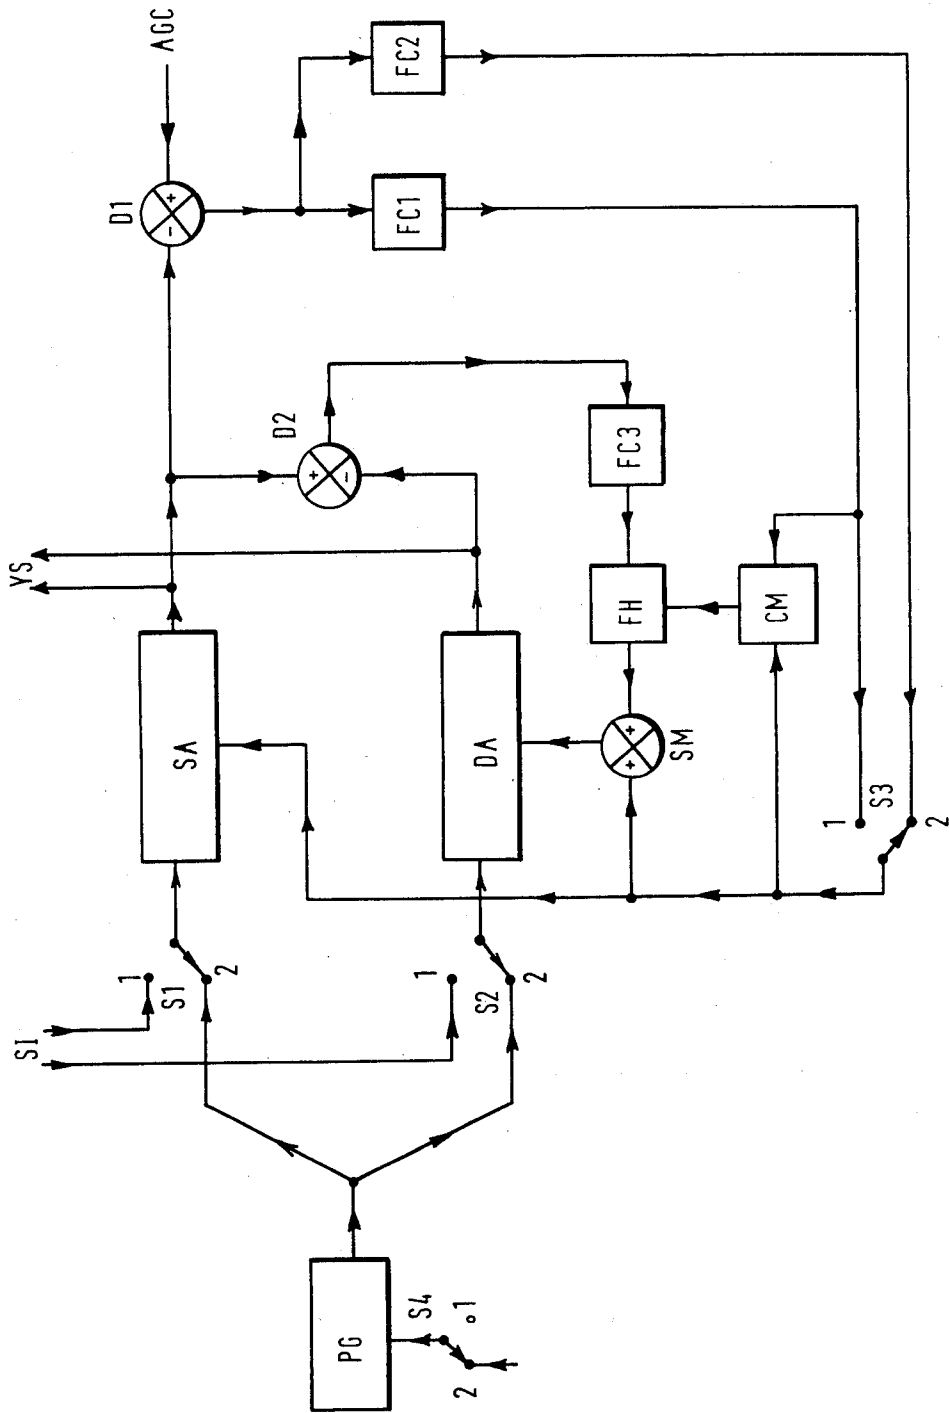 AGC
D1
+
-
FC2
FC1
VS
D2
+
-
FC3
SA
FH
CM
DA
SM
+
+
1
S3
2
SI
1
S1
2
1
S2
2
PG
S4
1
2